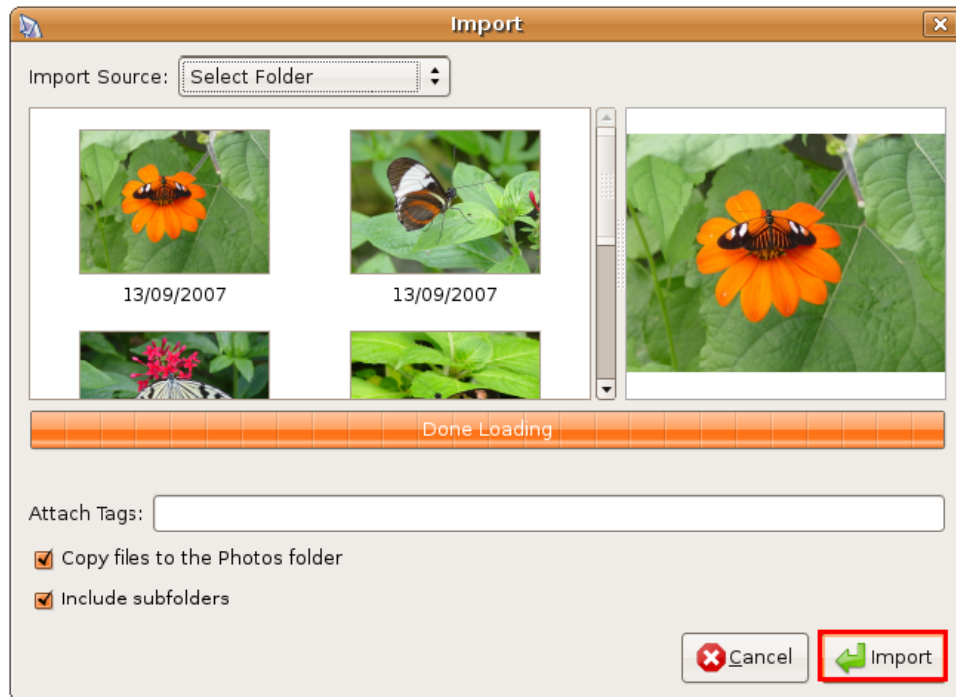 Import
Import Source: Select Folder
13/09/2007 13/09/2007
Done Loading
Attach Tags:
Copy files to the Photos folder
Include subfolders
Cancel Import